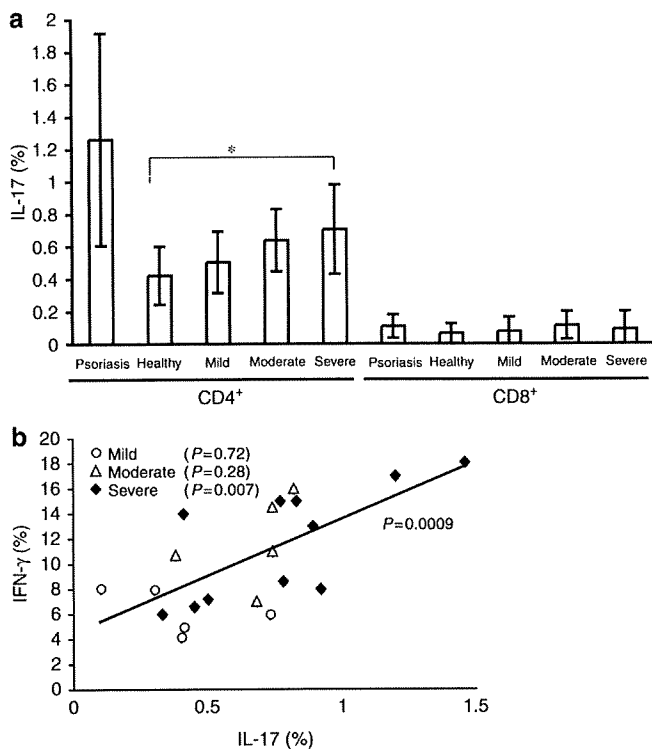 a
2
1.8
1.6
1.4
1.2
1
0.8
0.6
0.4
0.2
0
IL-17 (%)
*
Psoriasis Healthy Mild Moderate Severe Psoriasis Healthy Mild Moderate Severe
CD4+ CD8+
b
20
18
16
14
12
10
8
6
4
2
0
IFN-γ (%)
Mild (P=0.72)
Moderate (P=0.28)
Severe (P=0.007)
P=0.0009
0 0.5 1 1.5
IL-17 (%)